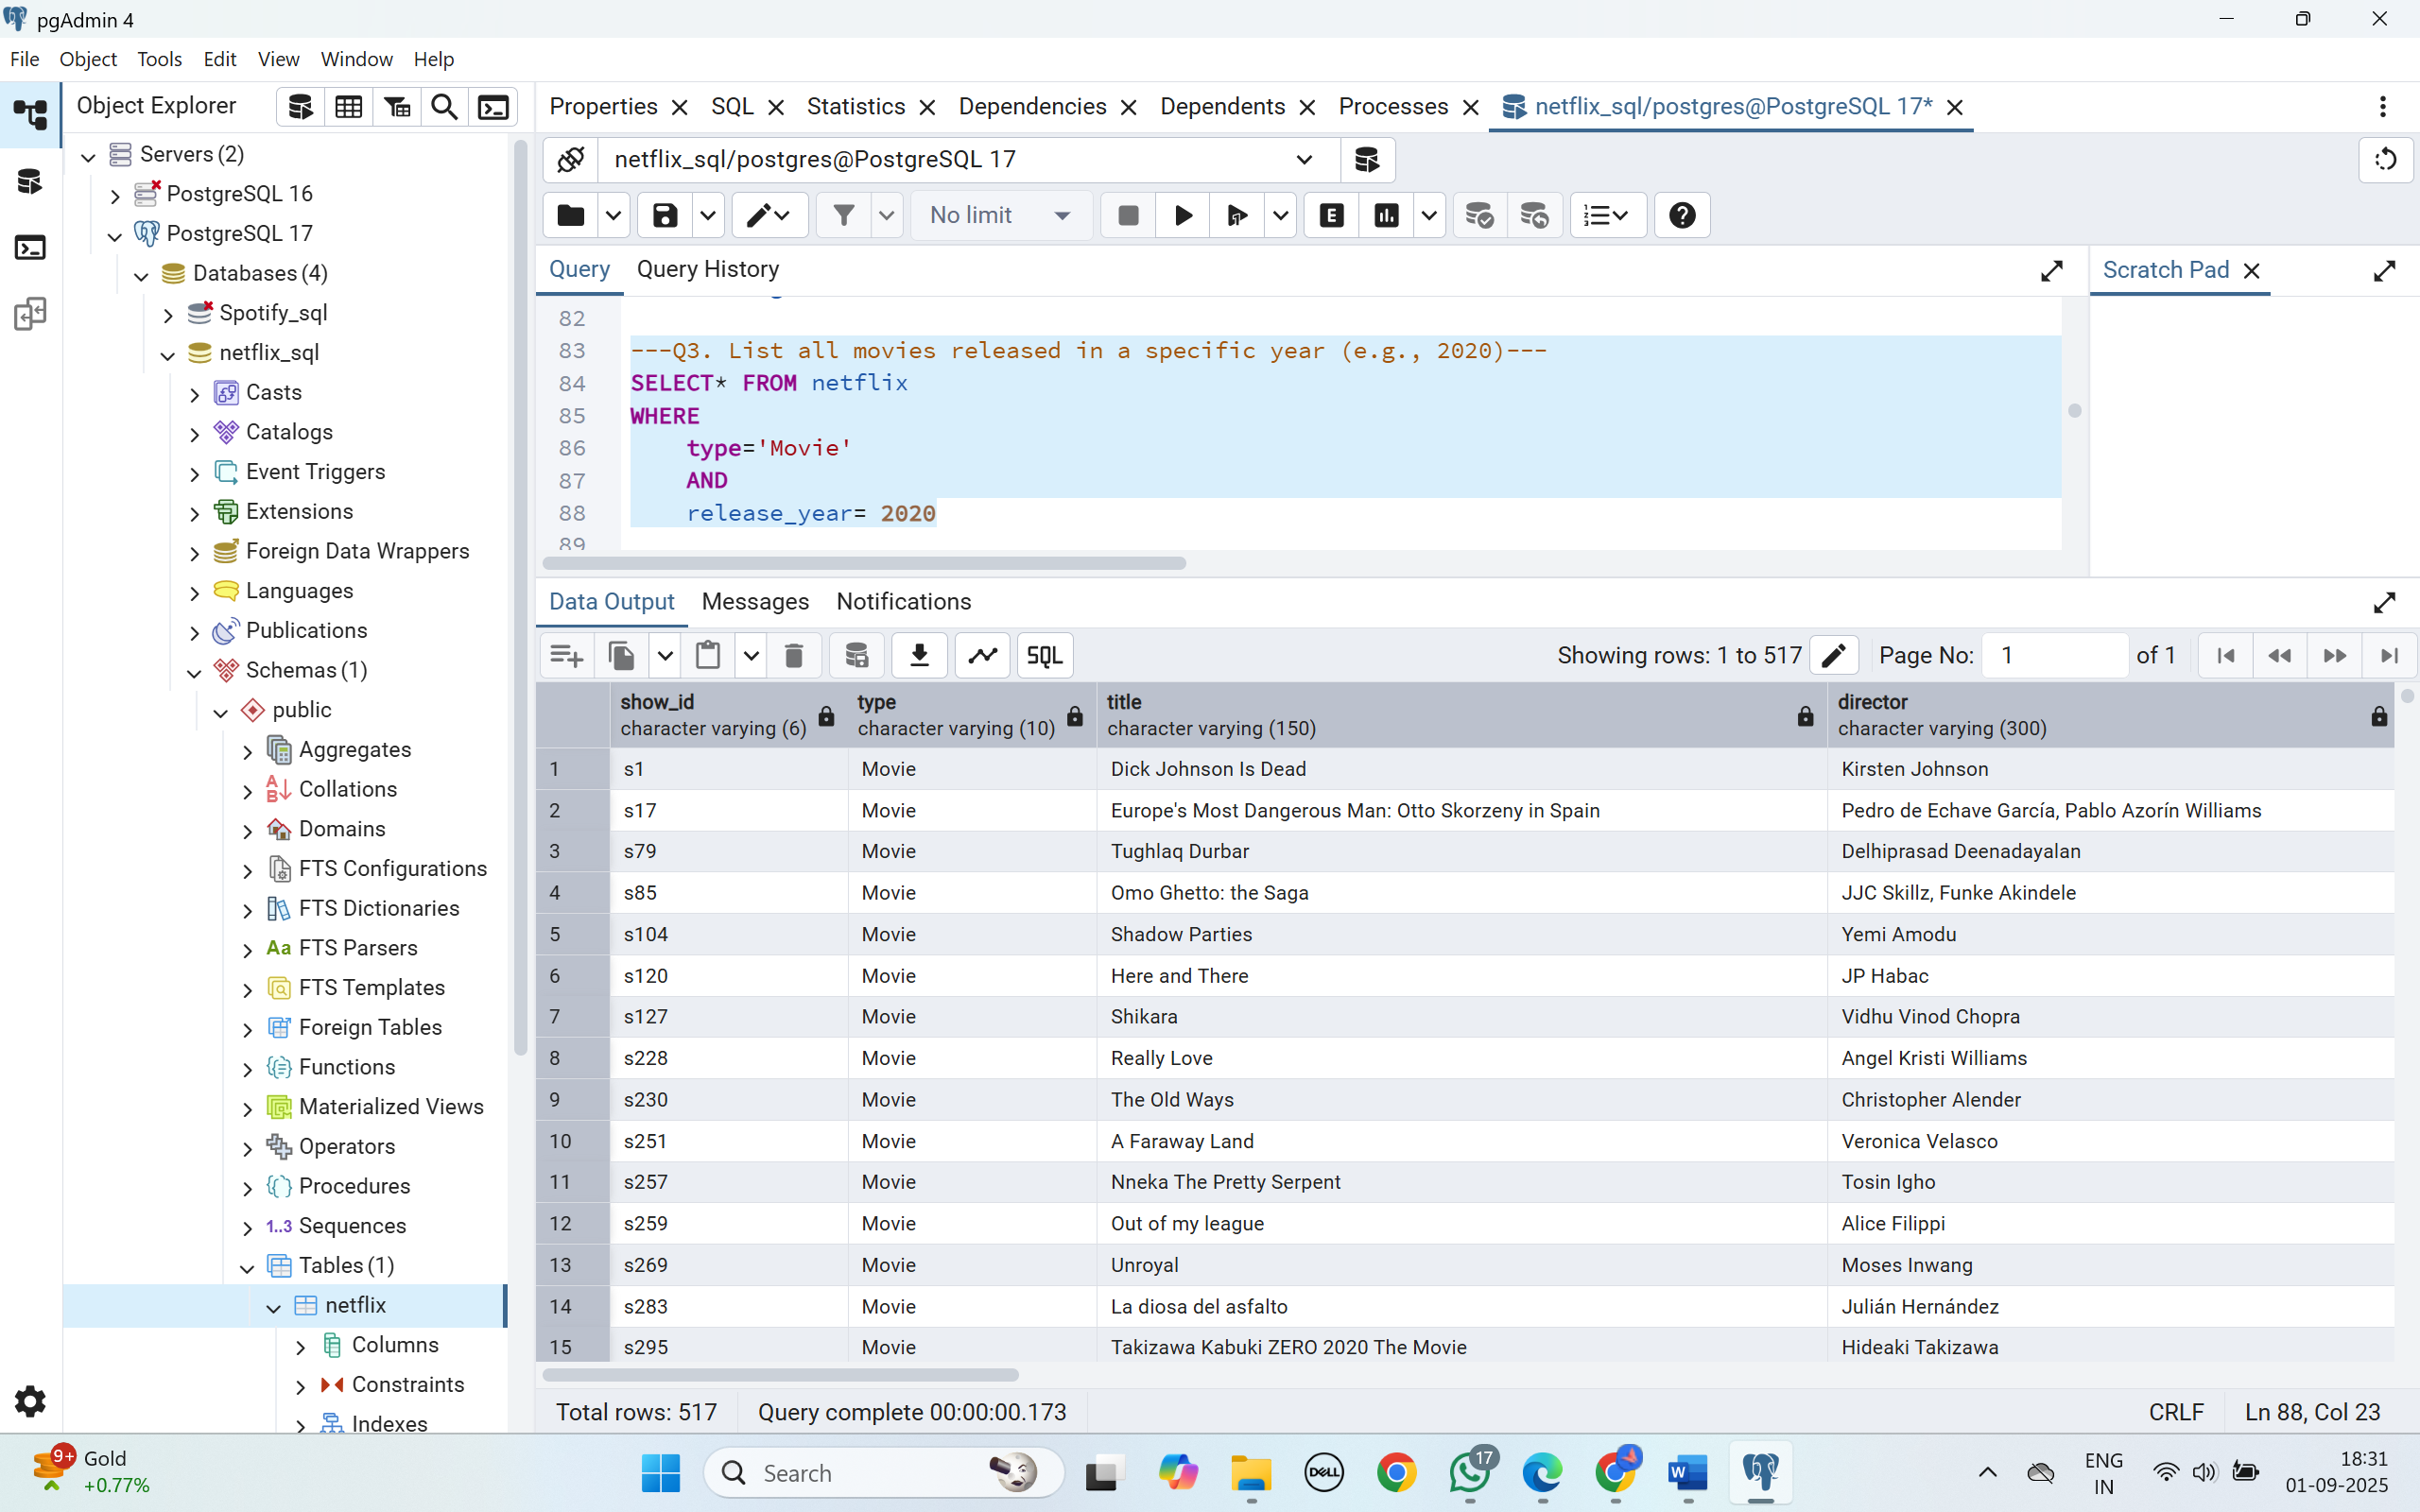 pgAdmin 4
File Object Tools Edit View Window Help
Object Explorer
Properties SQL Statistics Dependencies Dependents Processes netflix_sql/postgres@PostgreSQL 17*
Servers (2)
PostgreSQL 16
PostgreSQL 17
Databases (4)
Spotify_sql
netflix_sql
Casts
Catalogs
Event Triggers
Extensions
Foreign Data Wrappers
Languages
Publications
Schemas (1)
public
Aggregates
Collations
Domains
FTS Configurations
FTS Dictionaries
Aa FTS Parsers
FTS Templates
Foreign Tables
Functions
Materialized Views
Operators
Procedures
1..3 Sequences
Tables (1)
netflix
Columns
Constraints
Indexes
netflix_sql/postgres@PostgreSQL 17
No limit
E
Query Query History
Scratch Pad
82
83 ---Q3. List all movies released in a specific year (e.g., 2020)---
84 SELECT* FROM netflix
85 WHERE
86 type='Movie'
87 AND
88 release_year= 2020
89
Data Output Messages Notifications
SQL
Showing rows: 1 to 517 Page No: 1 of 1
show_id type title director
character varying (6) character varying (10) character varying (150) character varying (300)
1 s1 Movie Dick Johnson Is Dead Kirsten Johnson
2 s17 Movie Europe's Most Dangerous Man: Otto Skorzeny in Spain Pedro de Echave García, Pablo Azorín Williams
3 s79 Movie Tughlaq Durbar Delhiprasad Deenadayalan
4 s85 Movie Omo Ghetto: the Saga JJC Skillz, Funke Akindele
5 s104 Movie Shadow Parties Yemi Amodu
6 s120 Movie Here and There JP Habac
7 s127 Movie Shikara Vidhu Vinod Chopra
8 s228 Movie Really Love Angel Kristi Williams
9 s230 Movie The Old Ways Christopher Alender
10 s251 Movie A Faraway Land Veronica Velasco
11 s257 Movie Nneka The Pretty Serpent Tosin Igho
12 s259 Movie Out of my league Alice Filippi
13 s269 Movie Unroyal Moses Inwang
14 s283 Movie La diosa del asfalto Julián Hernández
15 s295 Movie Takizawa Kabuki ZERO 2020 The Movie Hideaki Takizawa
Total rows: 517 Query complete 00:00:00.173 CRLF Ln 88, Col 23
9+ Gold
+0.77%
Search
DELL
17
W
ENG
IN
18:31
01-09-2025